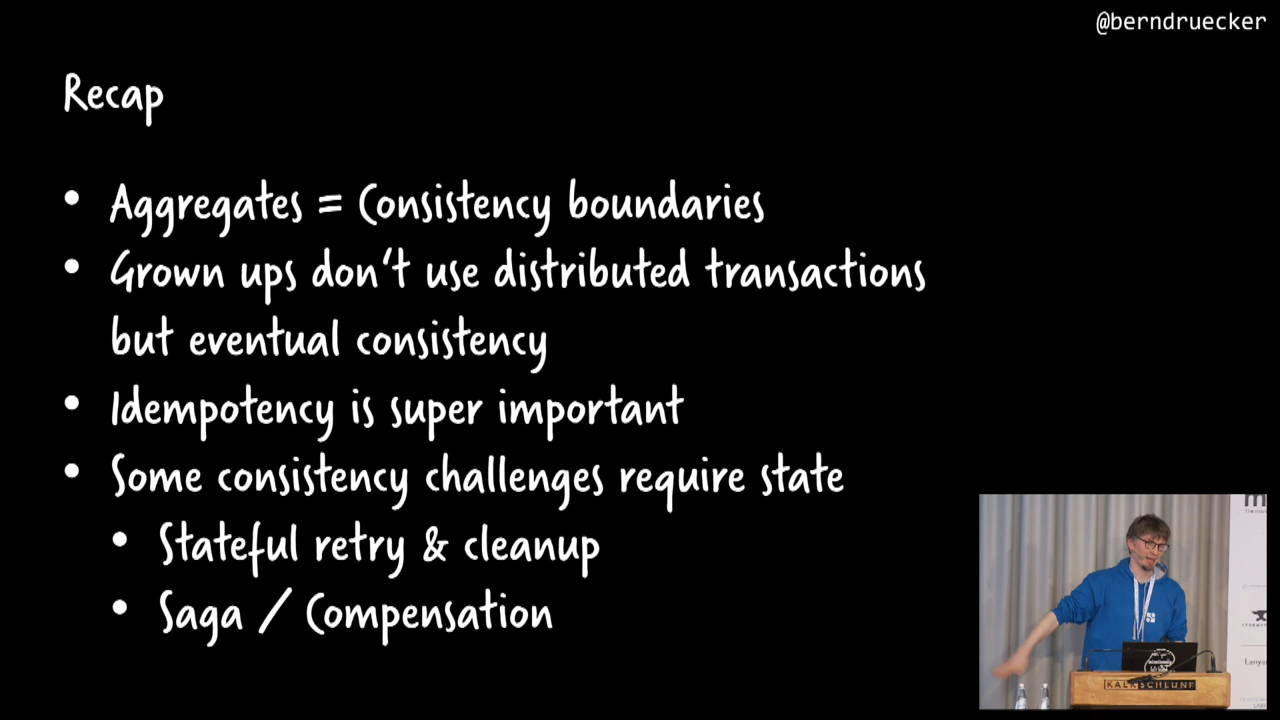 @berndruecker
Recap
• Aggregates = Consistency boundaries
• Grown ups don't use distributed transactions
but eventual consistency
• Idempotency is super important
• Some consistency challenges require state
• Stateful retry & cleanup
• Saga / Compensation
KALKSCHEUNE